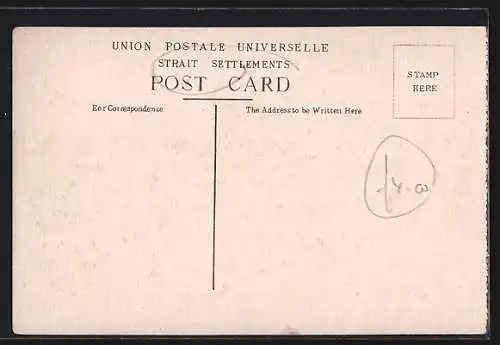 UNION POSTALE UNIVERSELLE
STRAIT SETTLEMENTS
POST CARD
For Correspondence
The Address to be Written Here
STAMP
HERE